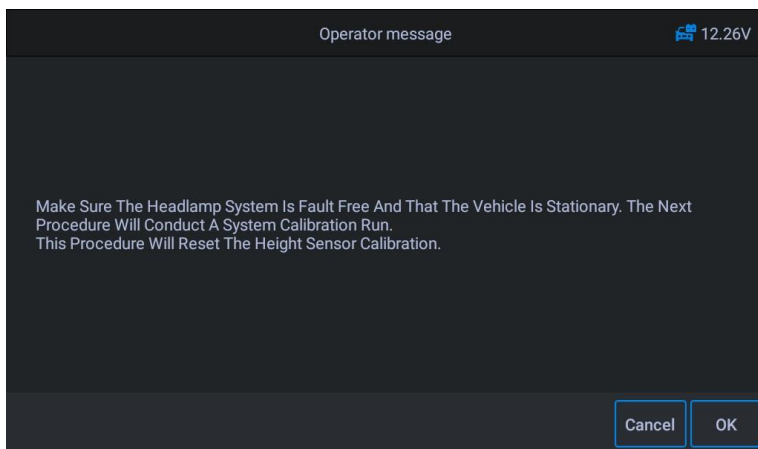 Operator message
12.26V
Make Sure The Headlamp System Is Fault Free And That The Vehicle Is Stationary. The Next
Procedure Will Conduct A System Calibration Run.
This Procedure Will Reset The Height Sensor Calibration.
Cancel
OK